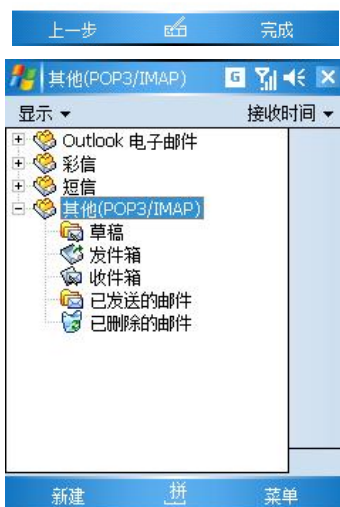 上一步 完成
其他(POP3/IMAP) G
显示 接收时间
Outlook 电子邮件
彩信
短信
其他(POP3/IMAP)
草稿
发件箱
收件箱
已发送的邮件
已删除的邮件
新建 拼 菜单